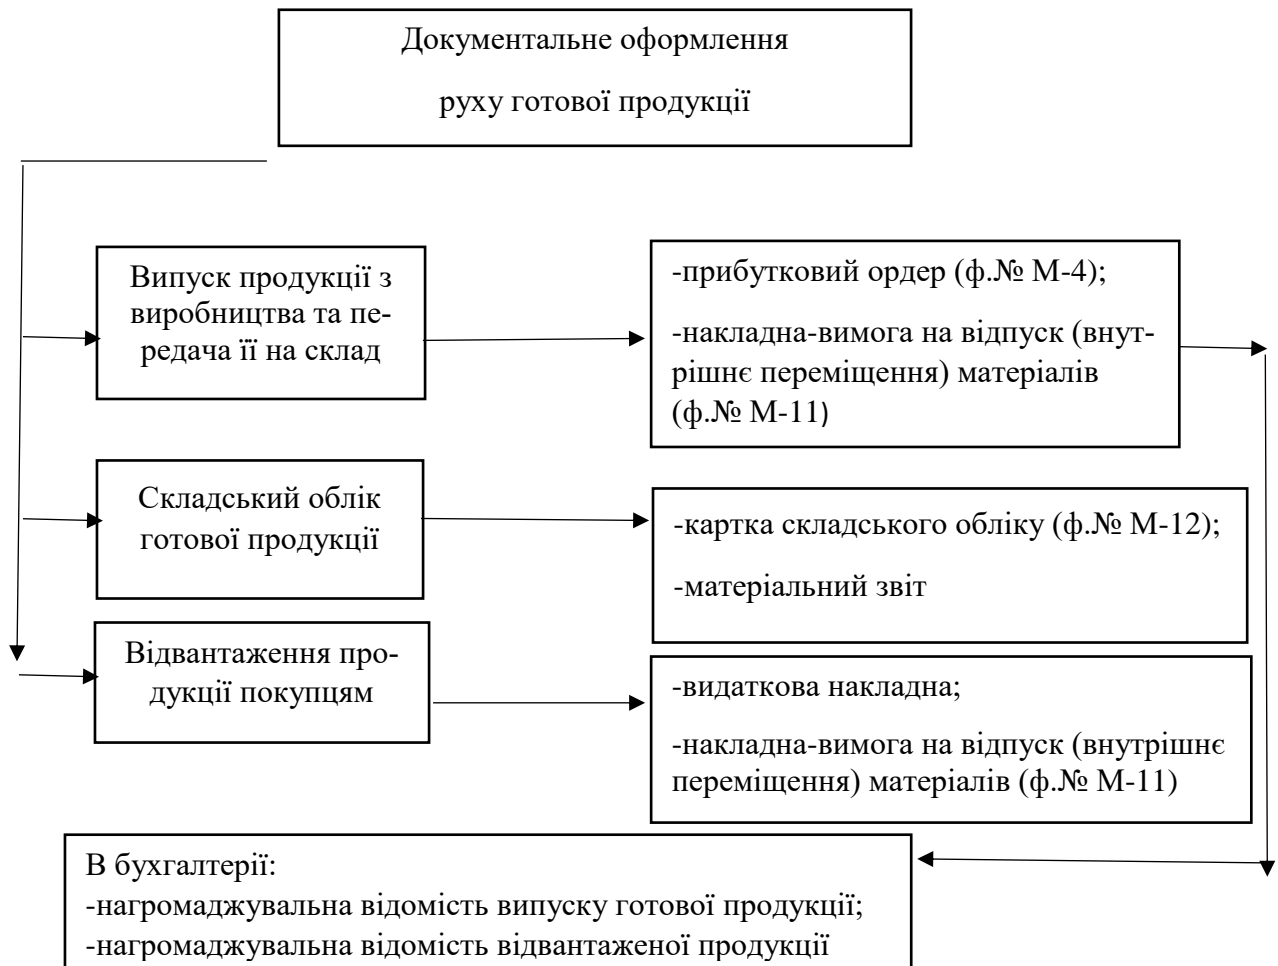 Документальне оформлення
руху готової продукції
Випуск продукції з
виробництва та пе-
редача її на склад
-прибутковий ордер (ф.№ М-4);
-накладна-вимога на відпуск (внут-
рішнє переміщення) матеріалів
(ф.№ М-11)
Складський облік
готової продукції
-картка складського обліку (ф.№ М-12);
-матеріальний звіт
Відвантаження про-
дукції покупцям
-видаткова накладна;
-накладна-вимога на відпуск (внутрішнє
переміщення) матеріалів (ф.№ М-11)
В бухгалтерії:
-нагромаджувальна відомість випуску готової продукції;
-нагромаджувальна відомість відвантаженої продукції